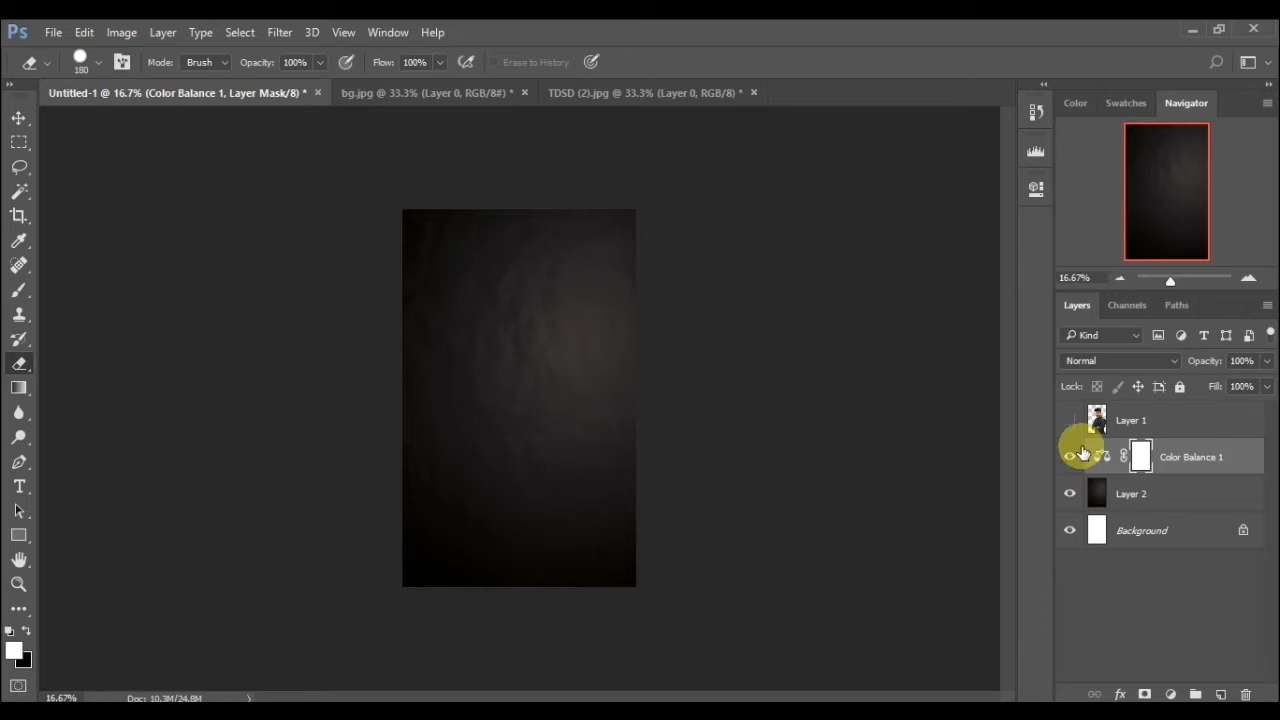 Ps File Edit Image Layer Type Select Filter 3D View Window Help
180 Mode: Brush Opacity: 100% Flow: 100% Erase to History
Untitled-1 @ 16.7% (Color Balance 1, Layer Mask/8) * × bg.jpg @ 33.3% (Layer 0, RGB/8#) * × TDSD (2).jpg @ 33.3% (Layer 0, RGB/8) * ×
Color Swatches Navigator
16.67%
Layers Channels Paths
Kind
Normal Opacity: 100%
Lock: Fill: 100%
Layer 1
Color Balance 1
Layer 2
Background
16.67% Doc: 10.3M/24.8M